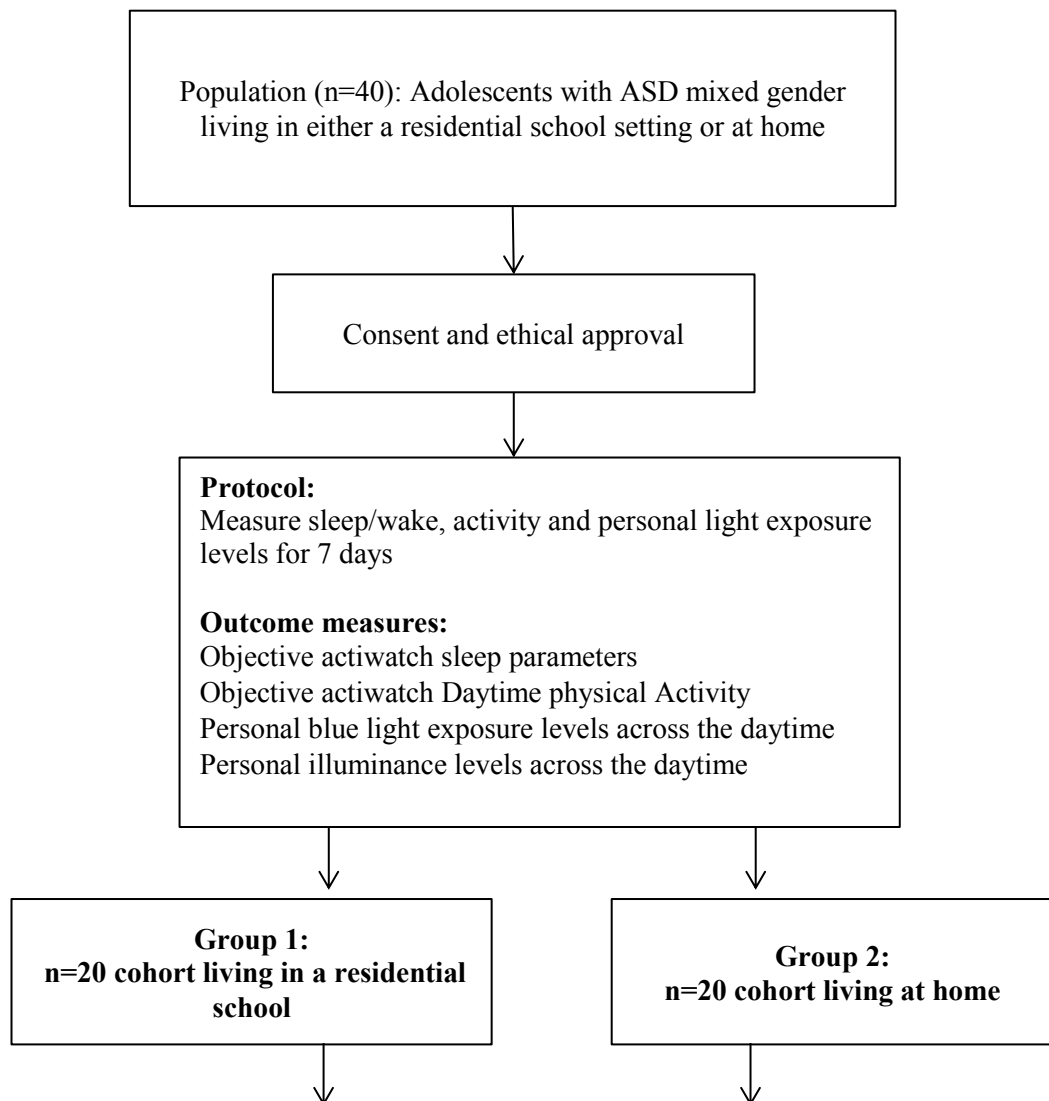 Population (n=40): Adolescents with ASD mixed gender
living in either a residential school setting or at home
Consent and ethical approval
Protocol:
Measure sleep/wake, activity and personal light exposure
levels for 7 days
Outcome measures:
Objective actiwatch sleep parameters
Objective actiwatch Daytime physical Activity
Personal blue light exposure levels across the daytime
Personal illuminance levels across the daytime
Group 1:
n=20 cohort living in a residential
school
Group 2:
n=20 cohort living at home